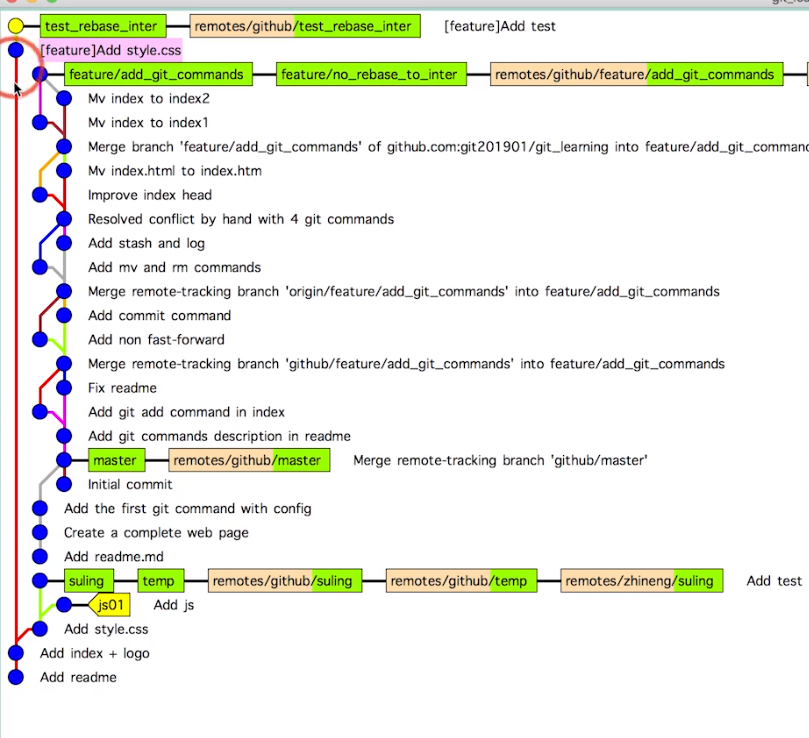 test_rebase_inter remotes/github/test_rebase_inter [feature]Add test
[feature]Add style.css
feature/add_git_commands feature/no_rebase_to_inter remotes/github/feature/add_git_commands
Mv index to index2
Mv index to index1
Merge branch 'feature/add_git_commands' of github.com:git201901/git_learning into feature/add_git_comman
Mv index.html to index.htm
Improve index head
Resolved conflict by hand with 4 git commands
Add stash and log
Add mv and rm commands
Merge remote-tracking branch 'origin/feature/add_git_commands' into feature/add_git_commands
Add commit command
Add non fast-forward
Merge remote-tracking branch 'github/feature/add_git_commands' into feature/add_git_commands
Fix readme
Add git add command in index
Add git commands description in readme
master remotes/github/master Merge remote-tracking branch 'github/master'
Initial commit
Add the first git command with config
Create a complete web page
Add readme.md
suling temp remotes/github/suling remotes/github/temp remotes/zhineng/suling Add test
js01 Add js
Add style.css
Add index + logo
Add readme